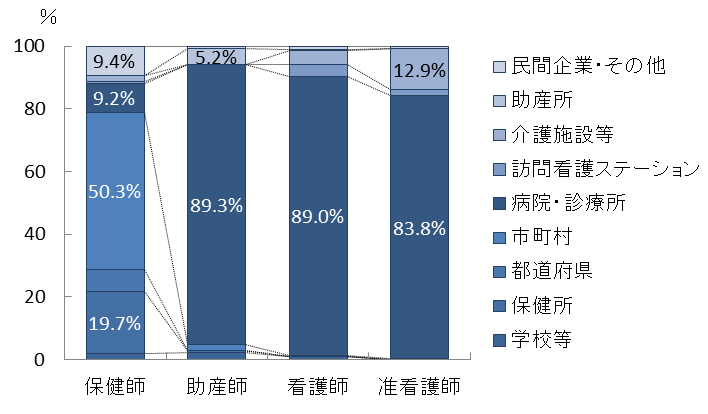 %
100
80
60
40
20
0
9.4%
9.2%
50.3%
19.7%
5.2%
89.3%
89.0%
12.9%
83.8%
保健師
助産師
看護師
准看護師
民間企業・その他
助産所
介護施設等
訪問看護ステーション
病院・診療所
市町村
都道府県
保健所
学校等